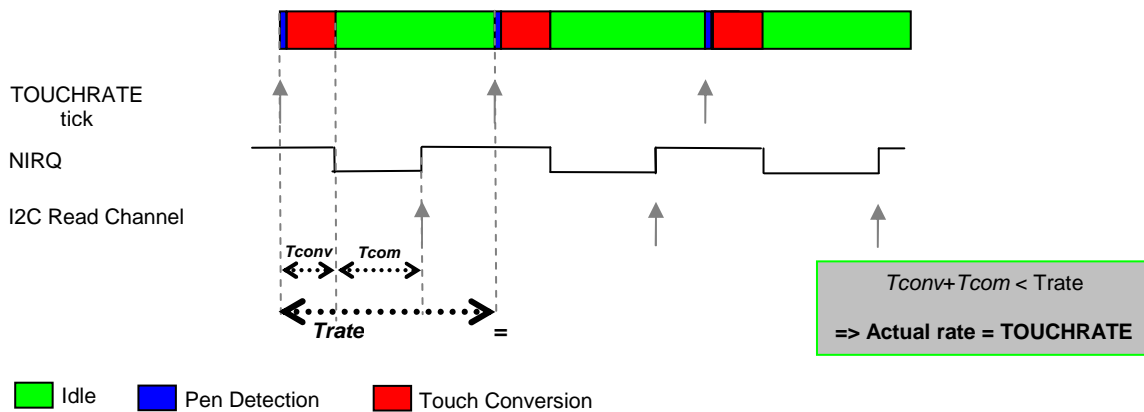 TOUCHRATE
tick
NIRQ
I2C Read Channel
Tconv Tcom
Trate =
Tconv+Tcom < Trate
=> Actual rate = TOUCHRATE
Idle Pen Detection Touch Conversion